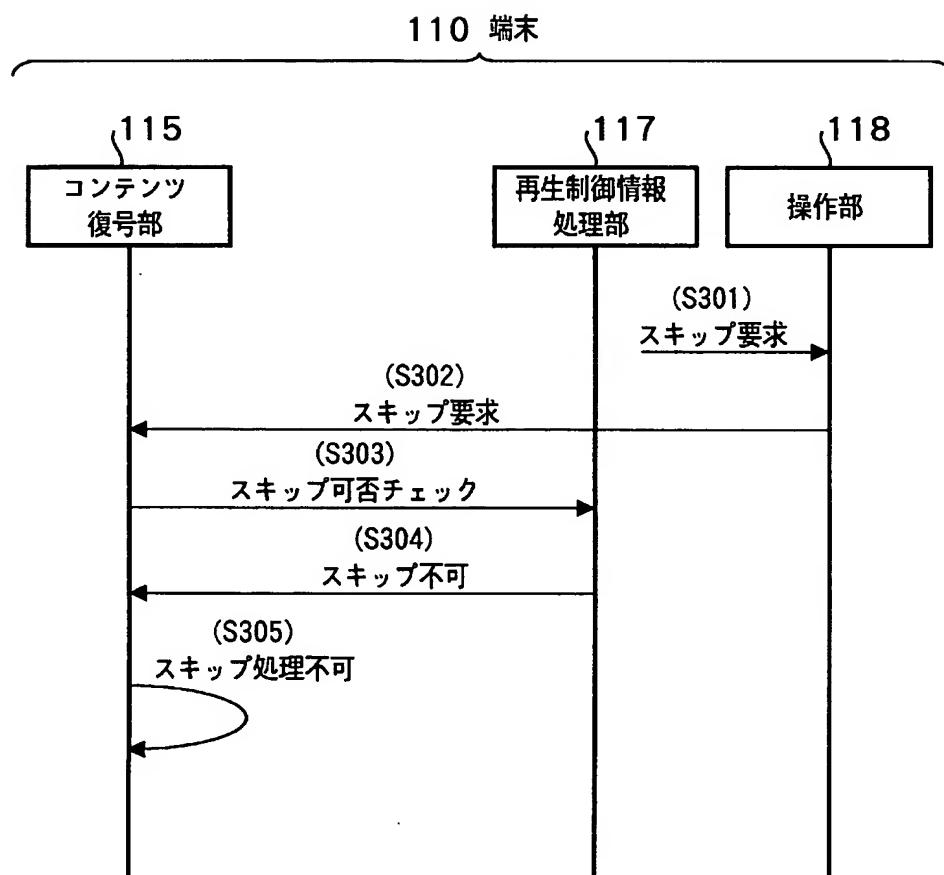 110 端末
115
117
118
コンテンツ
復号部
再生制御情報
処理部
操作部
(S301)
スキップ要求
(S302)
スキップ要求
(S303)
スキップ可否チェック
(S304)
スキップ不可
(S305)
スキップ処理不可